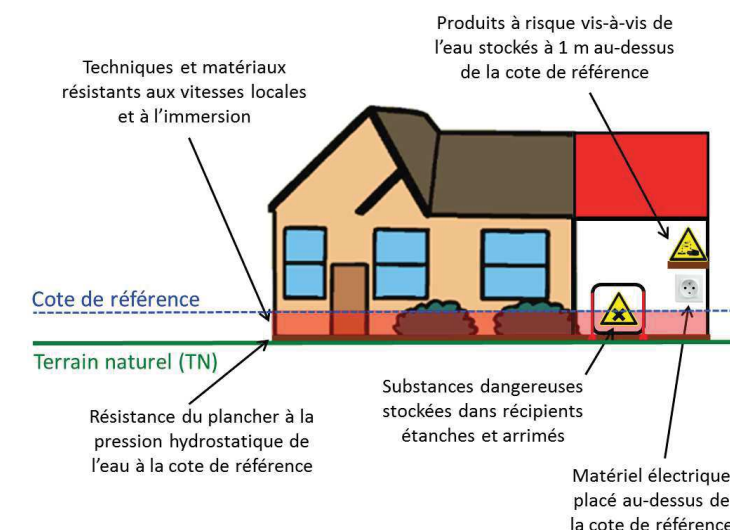 Produits à risque vis-à-vis de
l'eau stockés à 1 m au-dessus
de la cote de référence
Techniques et matériaux
résistants aux vitesses locales
et à l'immersion
Cote de référence
Terrain naturel (TN)
Résistance du plancher à la
pression hydrostatique de
l'eau à la cote de référence
Substances dangereuses
stockées dans récipients
étanches et arrimés
Matériel électrique
placé au-dessus de
la cote de référence